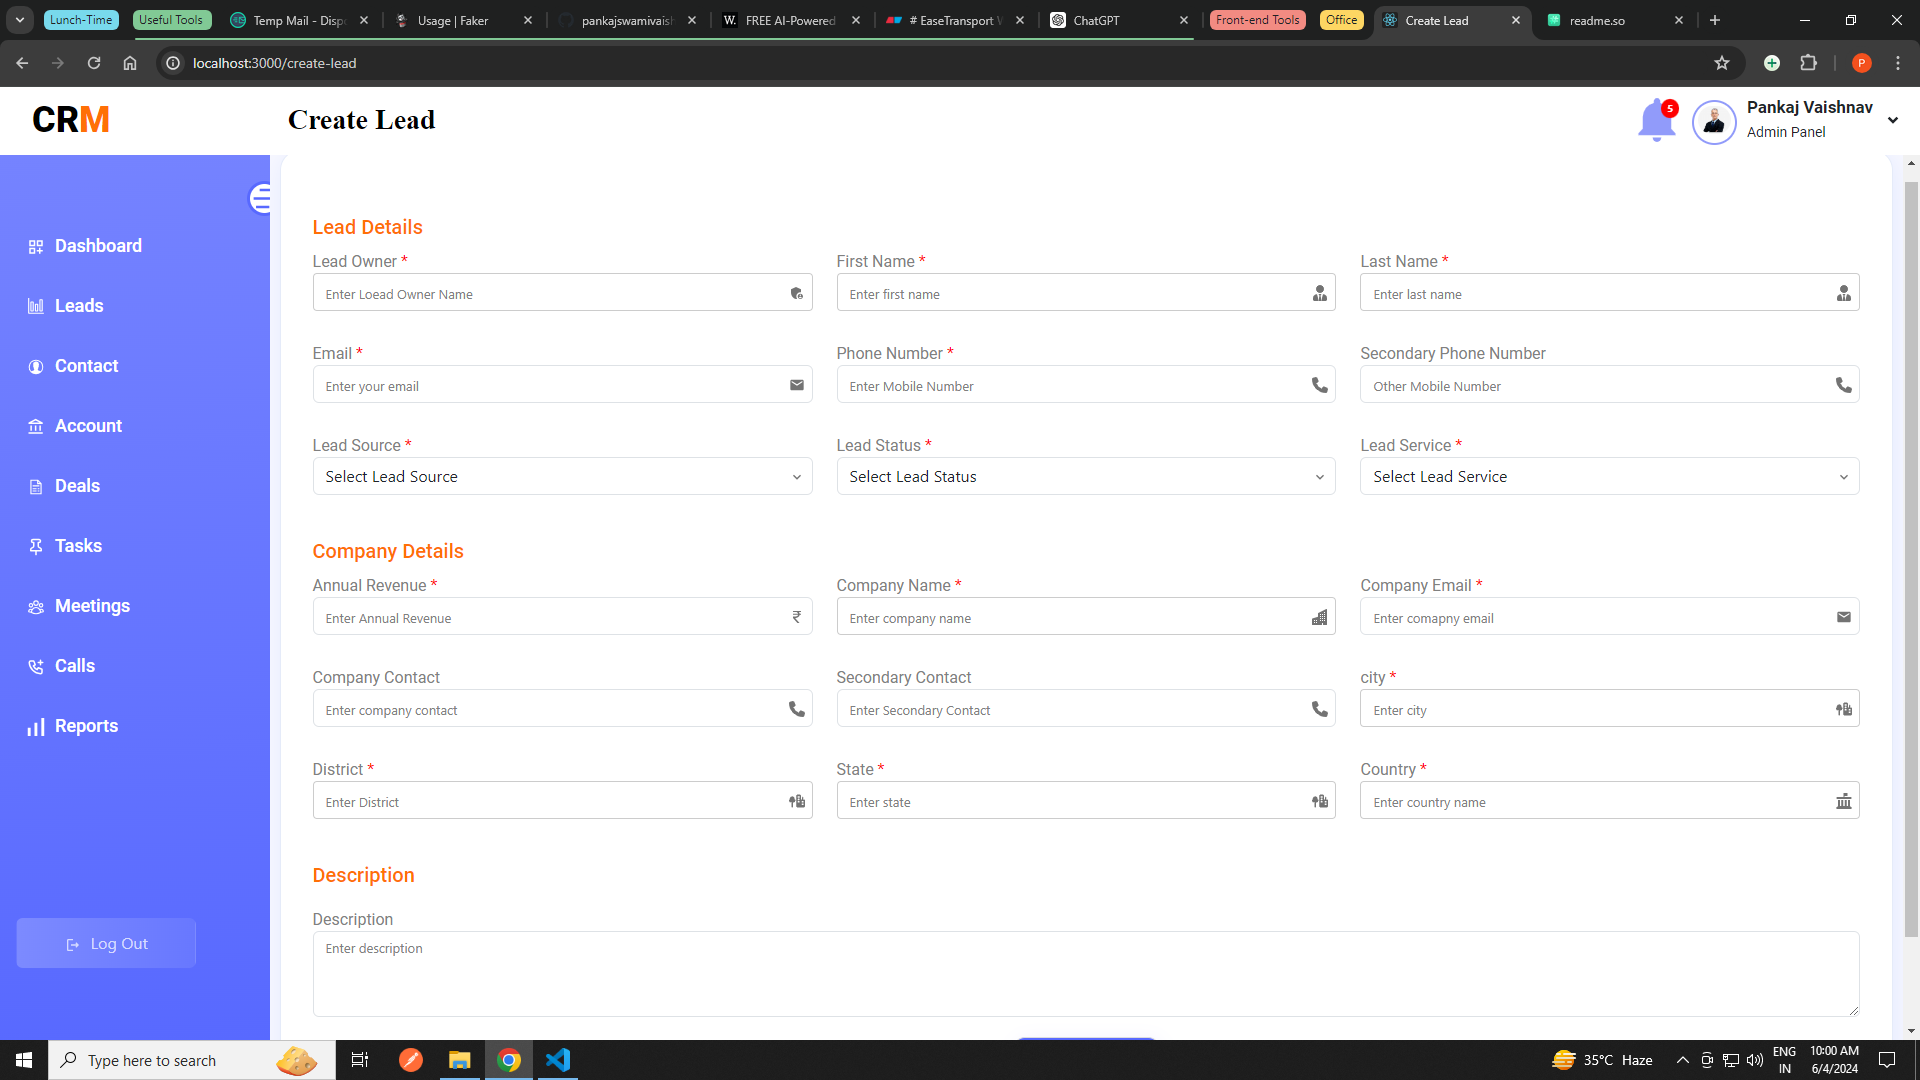 Lunch-Time
Useful Tools
Temp Mail - Disp
Usage | Faker
pankajswamivais
FREE AI-Powered
# EaseTransport
ChatGPT
Front-end Tools
Office
Create Lead
readme.so
localhost:3000/create-lead
P
CRM
Create Lead
5
Pankaj Vaishnav
Admin Panel
Dashboard
Leads
Contact
Account
Deals
Tasks
Meetings
Calls
Reports
Log Out
Lead Details
Lead Owner * First Name * Last Name *
Enter Loead Owner Name Enter first name Enter last name
Email * Phone Number * Secondary Phone Number
Enter your email Enter Mobile Number Other Mobile Number
Lead Source * Lead Status * Lead Service *
Select Lead Source Select Lead Status Select Lead Service
Company Details
Annual Revenue * Company Name * Company Email *
Enter Annual Revenue ₹ Enter company name Enter comapny email
Company Contact Secondary Contact city *
Enter company contact Enter Secondary Contact Enter city
District * State * Country *
Enter District Enter state Enter country name
Description
Description
Enter description
Type here to search
35°C Haze
ENG
IN
10:00 AM
6/4/2024